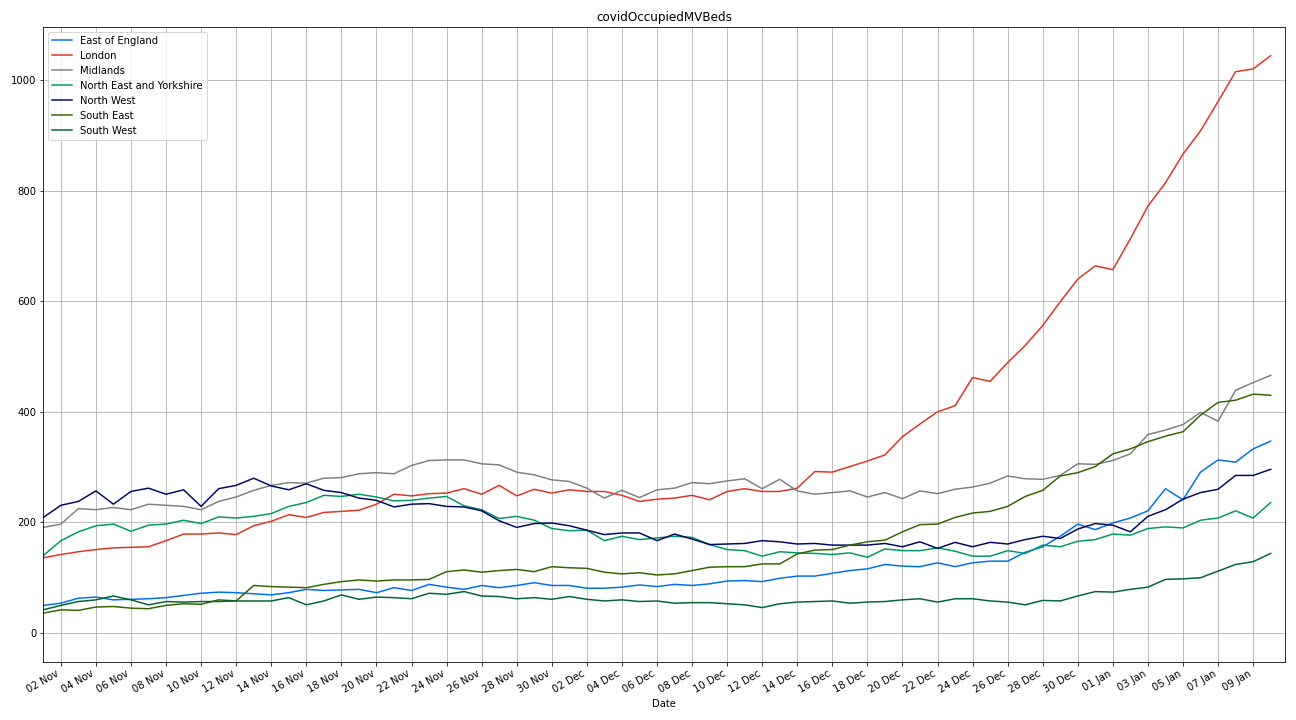 covidOccupiedMVBeds
East of England
London
Midlands
North East and Yorkshire
North West
South East
South West
1000
800
600
400
200
0
02 Nov 04 Nov 06 Nov 08 Nov 10 Nov 12 Nov 14 Nov 16 Nov 18 Nov 20 Nov 22 Nov 24 Nov 26 Nov 28 Nov 30 Nov 02 Dec 04 Dec 06 Dec 08 Dec 10 Dec 12 Dec 14 Dec 16 Dec 18 Dec 20 Dec 22 Dec 24 Dec 26 Dec 28 Dec 30 Dec 01 Jan 03 Jan 05 Jan 07 Jan 09 Jan
Date